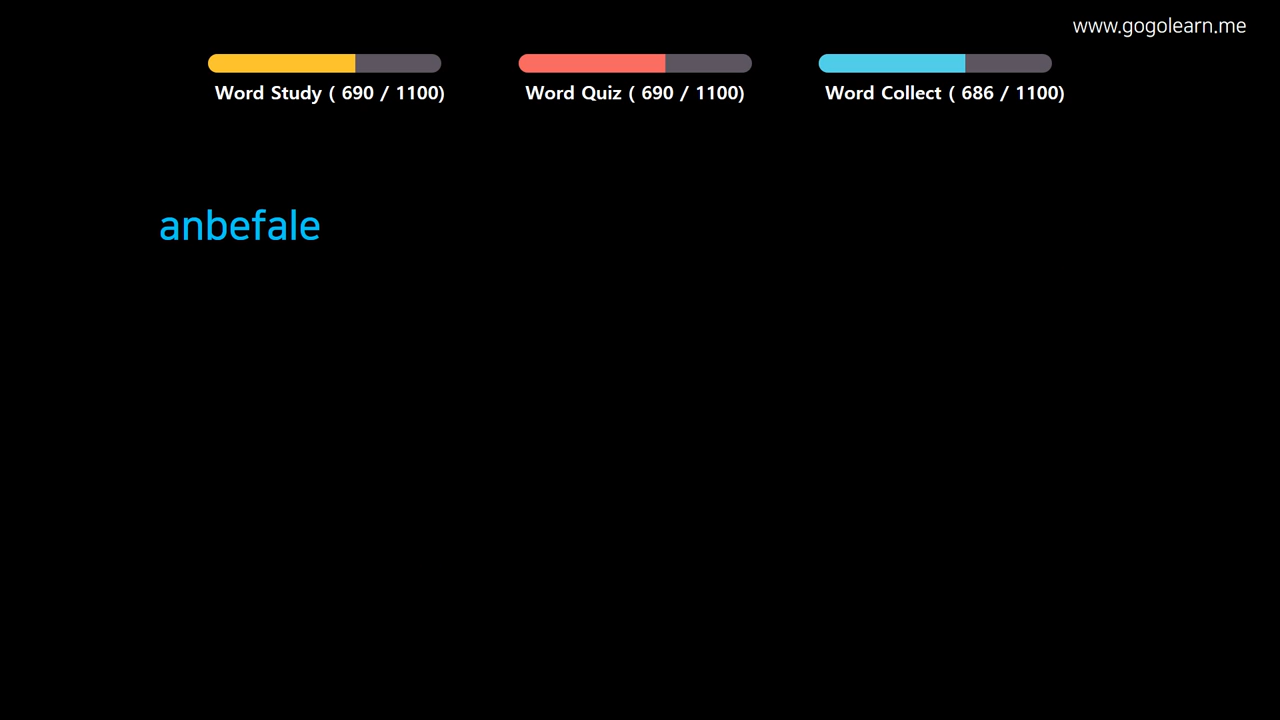 www.gogolearn.me
Word Study ( 690 / 1100)
Word Quiz ( 690 / 1100)
Word Collect ( 686 / 1100)
anbefale